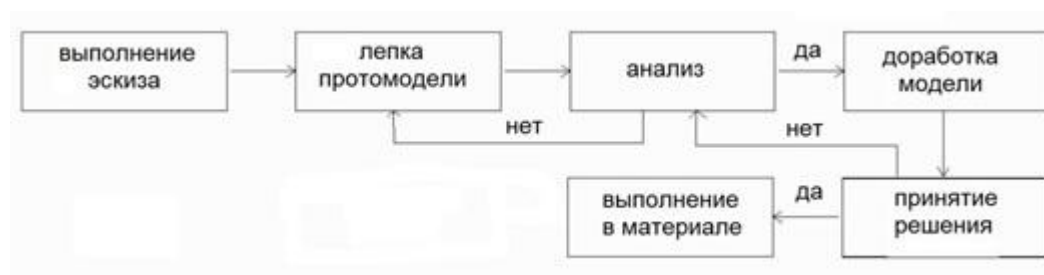 выполнение
эскиза
лепка
протомодели
анализ
да
доработка
модели
нет
нет
выполнение
в материале
да
принятие
решения